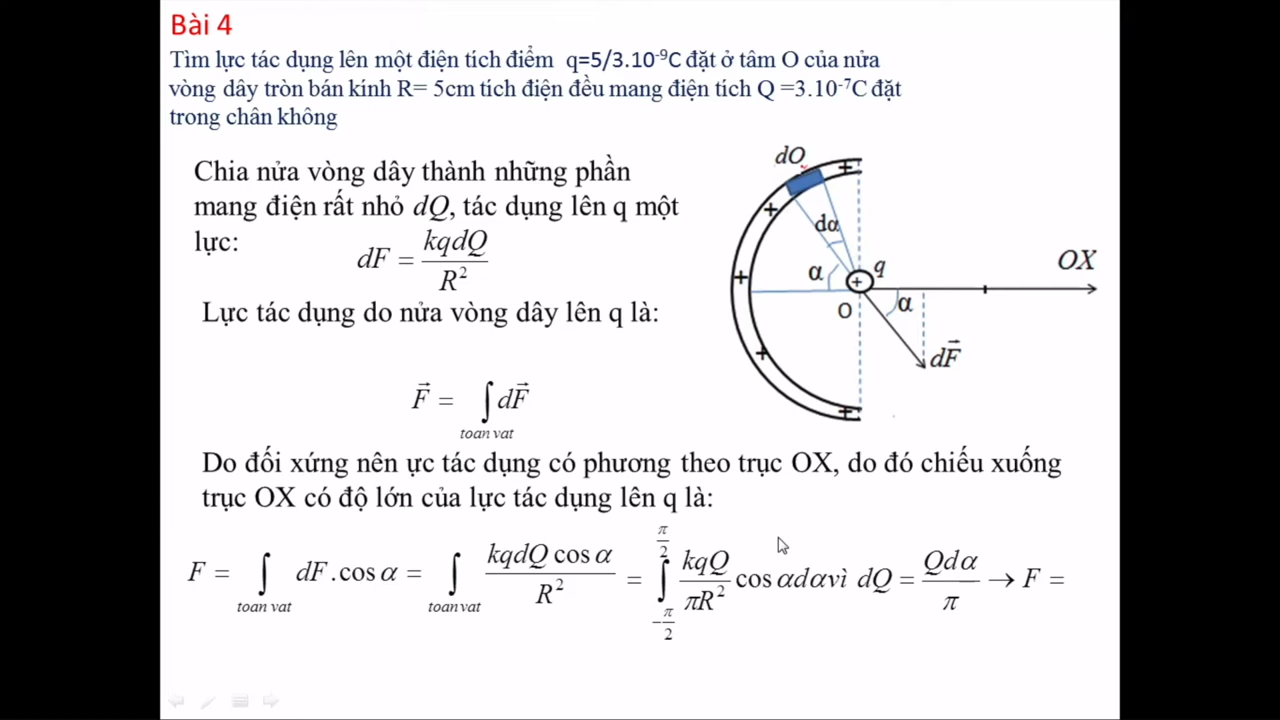 Bài 4
Tìm lực tác dụng lên một điện tích điểm q=5/3.10⁻⁹C đặt ở tâm O của nửa
vòng dây tròn bán kính R= 5cm tích điện đều mang điện tích Q =3.10⁻⁷C đặt
trong chân không
Chia nửa vòng dây thành những phần
mang điện rất nhỏ dQ, tác dụng lên q một
lực:
dF = kqdQ / R²
Lực tác dụng do nửa vòng dây lên q là:
F⃗ = ∫ dF⃗
toan vat
dQ
dα
α
q
O
α
OX
dF⃗
Do đối xứng nên ực tác dụng có phương theo trục OX, do đó chiếu xuống
trục OX có độ lớn của lực tác dụng lên q là:
F = ∫_{toan vat} dF.cosα = ∫_{toan vat} kqdQ cosα / R² = ∫_{-π/2}^{π/2} kqQ / πR² cosαdα vì dQ = Qdα / π → F =